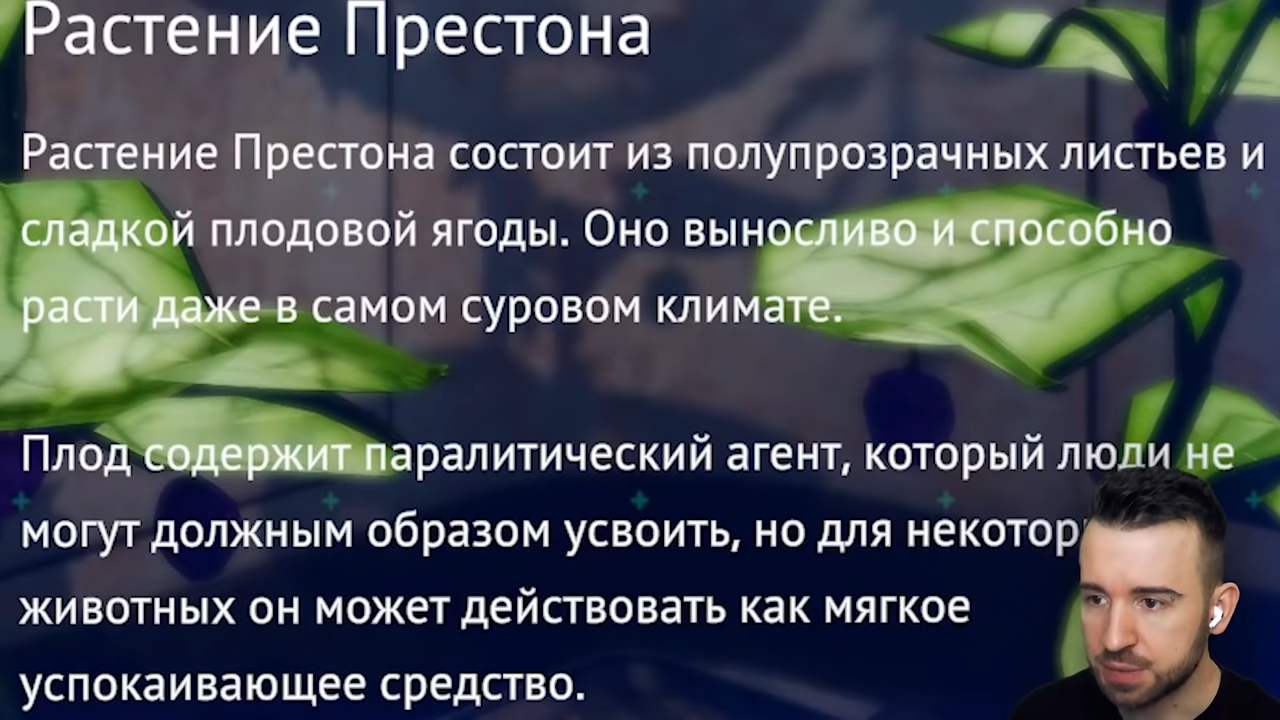 Растение Престона
Растение Престона состоит из полупрозрачных листьев и
сладкой плодовой ягоды. Оно выносливо и способно
расти даже в самом суровом климате.
Плод содержит паралитический агент, который люди не
могут должным образом усвоить, но для
животных он может действовать как мягкое
успокаивающее средство.